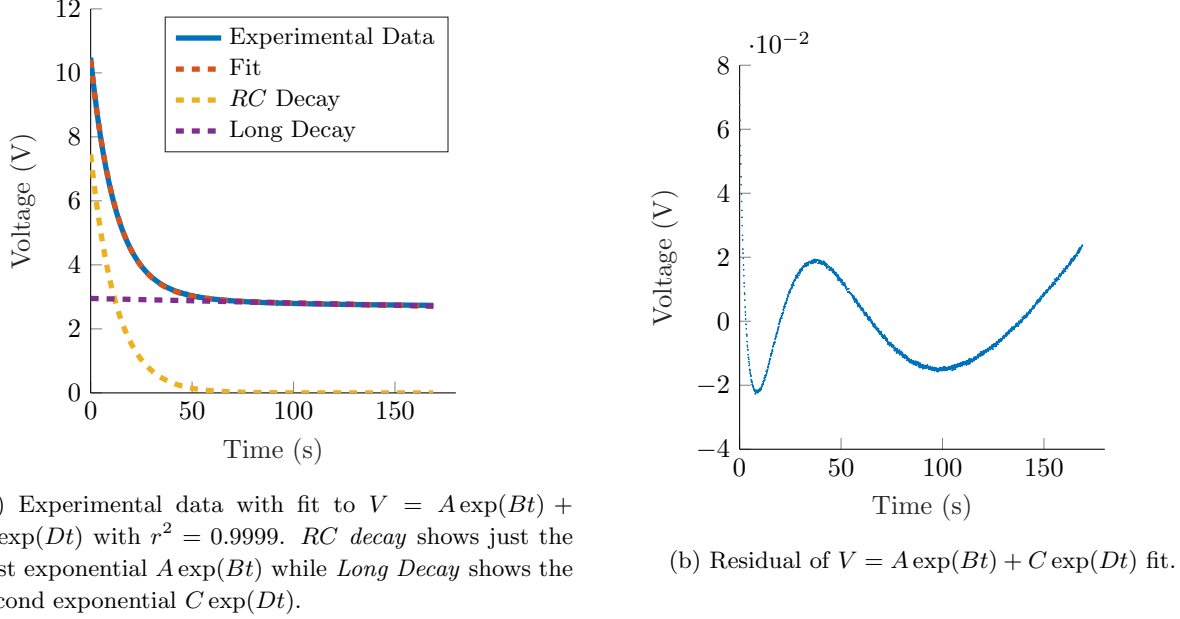 12
10
8
6
4
2
0
0
50
100
150
Voltage (V)
Time (s)
Experimental Data
Fit
RC Decay
Long Decay
) Experimental data with fit to V = A exp(Bt) +
exp(Dt) with r² = 0.9999. RC decay shows just the
st exponential A exp(Bt) while Long Decay shows the
cond exponential C exp(Dt).
·10⁻²
8
6
4
2
0
−2
−4
0
50
100
150
Voltage (V)
Time (s)
(b) Residual of V = A exp(Bt) + C exp(Dt) fit.